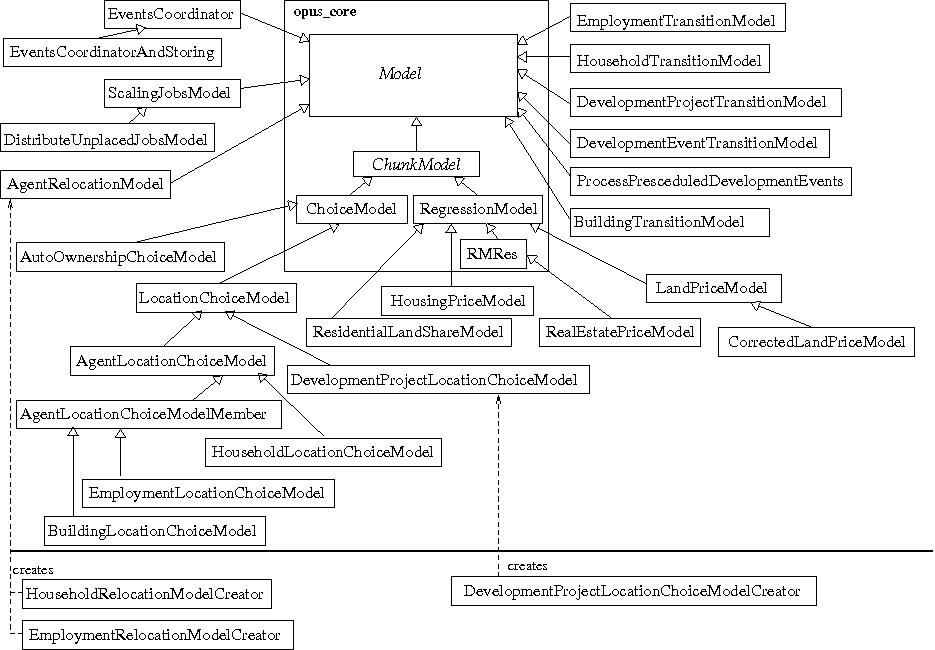 EventsCoordinator
opus_core
EmploymentTransitionModel
EventsCoordinatorAndStoring
HouseholdTransitionModel
Model
ScalingJobsModel
DevelopmentProjectTransitionModel
DistributeUnplacedJobsModel
DevelopmentEventTransitionModel
ChunkModel
AgentRelocationModel
ProcessPrescheduledDevelopmentEvents
ChoiceModel
RegressionModel
BuildingTransitionModel
AutoOwnershipChoiceModel
RMRes
LocationChoiceModel
HousingPriceModel
LandPriceModel
ResidentialLandShareModel
RealEstatePriceModel
CorrectedLandPriceModel
AgentLocationChoiceModel
DevelopmentProjectLocationChoiceModel
AgentLocationChoiceModelMember
HouseholdLocationChoiceModel
EmploymentLocationChoiceModel
BuildingLocationChoiceModel
creates
creates
HouseholdRelocationModelCreator
DevelopmentProjectLocationChoiceModelCreator
EmploymentRelocationModelCreator